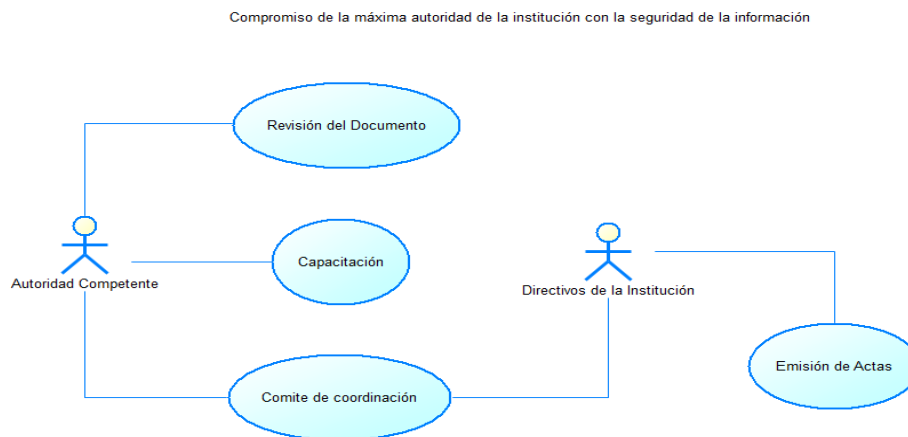 Compromiso de la máxima autoridad de la institución con la seguridad de la información
Revisión del Documento
Capacitación
Autoridad Competente
Directivos de la Institución
Emisión de Actas
Comite de coordinación